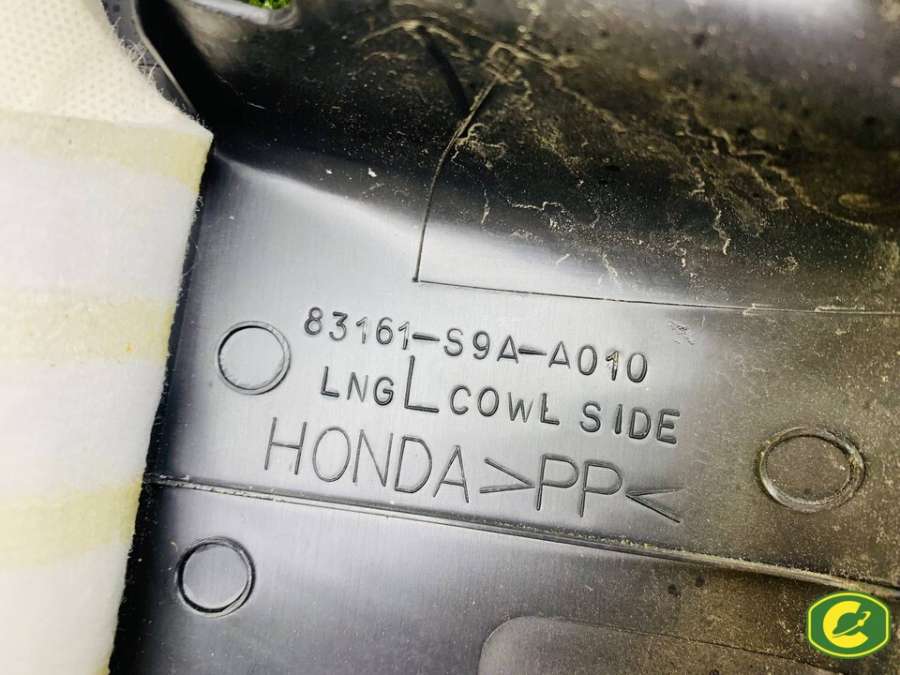 83161-S9A-A010
LNG L COWL SIDE
HONDA >PP<